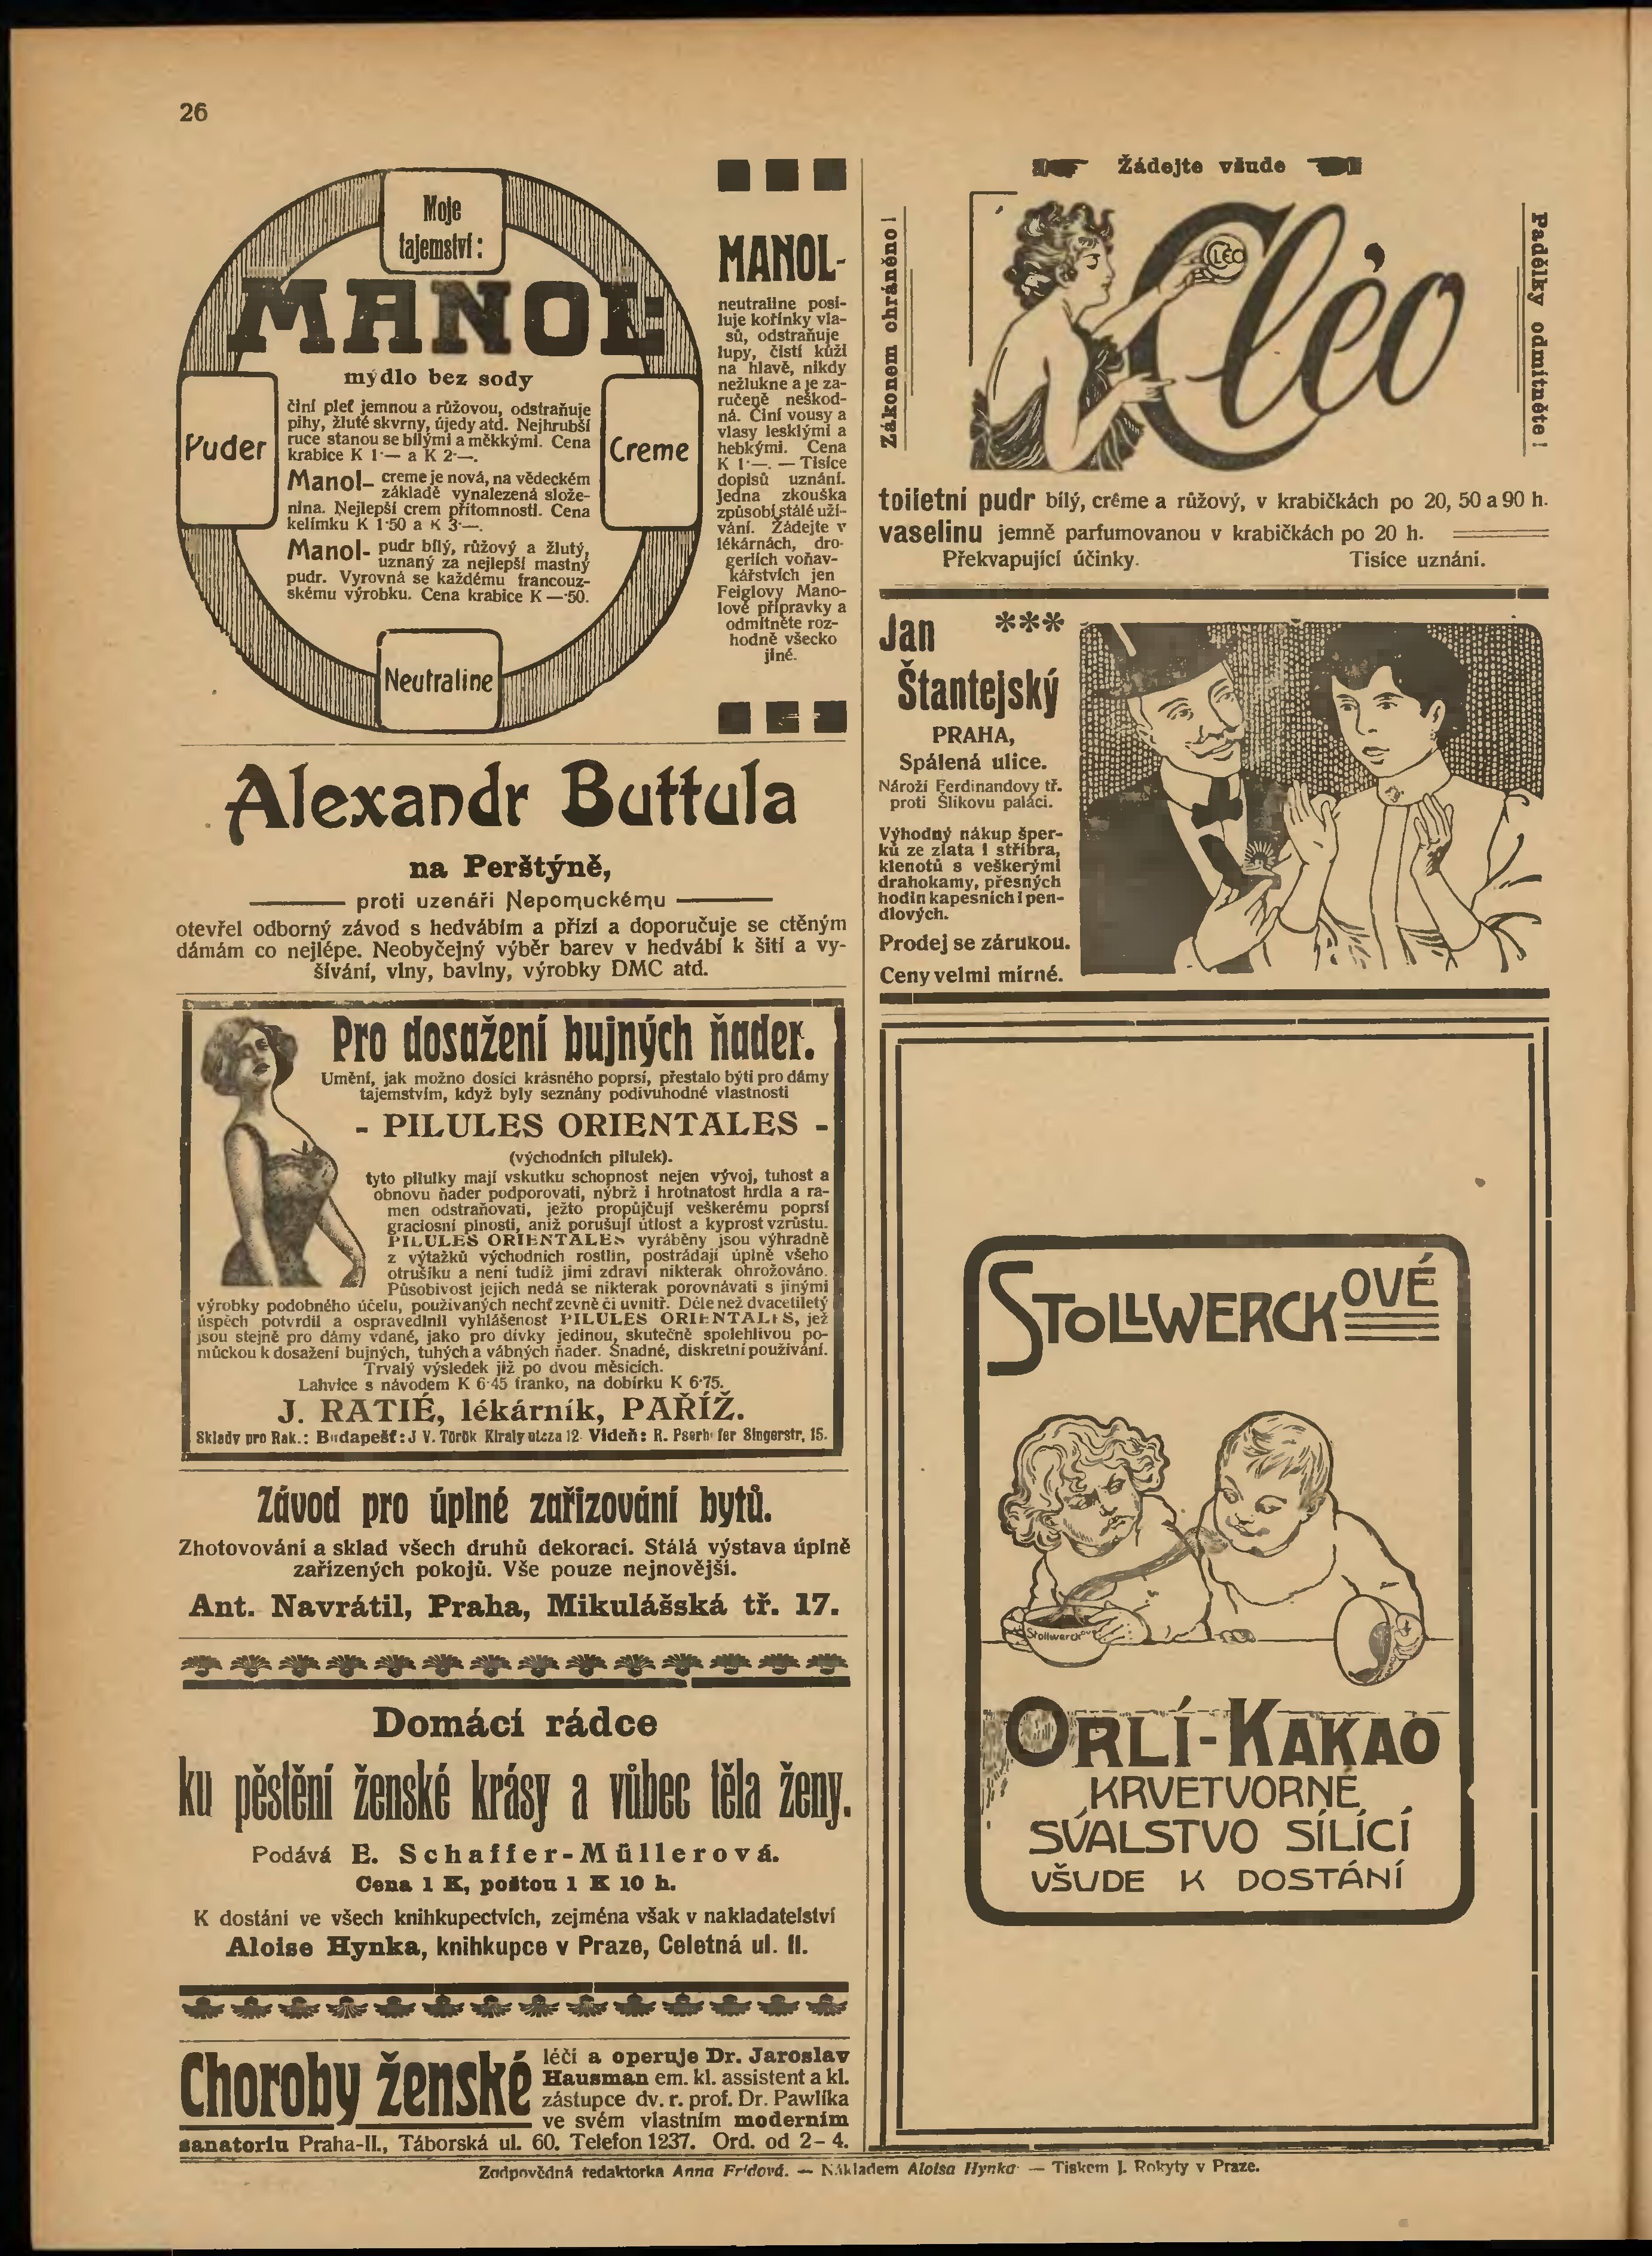 26
Moje
tajemství:
MANOL
mýdlo bez sody
činí pleť jemnou a růžovou, odstraňuje
pihy, žluté skvrny, újedy atd. Nejhrubší
ruce stanou se bílými a měkkými. Cena
krabice K 1·— a K 2·—.
Manol- creme je nová, na vědeckém
základě vynalezená slože-
nina. Nejlepší crem přítomnosti. Cena
kelímku K 1·50 a K 3·—.
Manol- pudr bílý, růžový a žlutý,
uznaný za nejlepší mastný
pudr. Vyrovná se každému francouz-
skému výrobku. Cena krabice K —·50.
Puder
Creme
Neutraline
MANOL-
neutraline posi-
luje kořínky vla-
sů, odstraňuje
lupy, čistí kůži
na hlavě, nikdy
nežlukne a je za-
ručeně neškod-
ná. Činí vousy a
vlasy lesklými a
hebkými. Cena
K 1·—. — Tisíce
dopisů uznání.
Jedna zkouška
způsobí stálé uží-
vání. Žádejte v
lékárnách, dro-
geriích voňav-
kářstvích jen
Feiglovy Mano-
lové přípravky a
odmítněte roz-
hodně všecko
jiné.
Alexandr Buttula
na Perštýně,
proti uzenáři Nepomuckému
otevřel odborný závod s hedvábím a přízí a doporučuje se ctěným
dámám co nejlépe. Neobyčejný výběr barev v hedvábí k šití a vy-
šívání, vlny, bavlny, výrobky DMC atd.
Pro dosažení bujných ňader.
Umění, jak možno dosíci krásného poprsí, přestalo býti pro dámy
tajemstvím, když byly seznány podivuhodné vlastnosti
- PILULES ORIENTALES -
(východních pilulek).
tyto pilulky mají vskutku schopnost nejen vývoj, tuhost a
obnovu ňader podporovati, nýbrž i hrotnatost hrdla a ra-
men odstraňovati, ježto propůjčují veškerému poprsí
graciosní plnosti, aniž porušují útlost a kyprost vzrůstu.
PILULES ORIENTALES vyráběny jsou výhradně
z výtažků východních rostlin, postrádají úplně všeho
otrušíku a není tudíž jimi zdraví nikterak ohrožováno.
Působivost jejich nedá se nikterak porovnávati s jinými
výrobky podobného účelu, používaných nechť zevně či uvnitř. Déle než dvacetiletý
úspěch potvrdil a ospravedlnil vyhlášenost PILULES ORIENTALES, jež
jsou stejně pro dámy vdané, jako pro dívky jedinou, skutečně spolehlivou po-
můckou k dosažení bujných, tuhých a vábných ňader. Snadné, diskretní používání.
Trvalý výsledek již po dvou měsících.
Lahvice s návodem K 6·45 franko, na dobírku K 6·75.
J. RATIÉ, lékárník, PAŘÍŽ.
Sklady pro Rak.: Budapešť: J V. Török Kiraly utcza 12 Vídeň: R. Pserhofer Singerstr, 15.
Závod pro úplné zařizování bytů.
Zhotovování a sklad všech druhů dekorací. Stálá výstava úplně
zařízených pokojů. Vše pouze nejnovější.
Ant. Navrátil, Praha, Mikulášská tř. 17.
Domácí rádce
ku pěstění ženské krásy a vůbec těla ženy.
Podává E. Schaffer-Müllerová.
Cena 1 K, poštou 1 K 10 h.
K dostání ve všech knihkupectvích, zejména však v nakladatelství
Aloise Hynka, knihkupce v Praze, Celetná ul. 11.
Choroby ženské léčí a operuje Dr. Jaroslav
Hausman em. kl. assistent a kl.
zástupce dv. r. prof. Dr. Pawlíka
ve svém vlastním moderním
sanatoriu Praha-II., Táborská ul. 60. Telefon 1237. Ord. od 2–4.
Žádejte všude
Zákonem chráněno!
CLÉO
Cléo
Padělky odmítněte!
toiletní pudr bílý, crême a růžový, v krabičkách po 20, 50 a 90 h.
vaselinu jemně parfumovanou v krabičkách po 20 h.
Překvapující účinky. Tisíce uznání.
Jan ***
Štantejský
PRAHA,
Spálená ulice.
Nároží Ferdinandovy tř.
proti Šlikovu paláci.
Výhodný nákup šper-
ků ze zlata i stříbra,
klenotů s veškerými
drahokamy, přesných
hodin kapesních i pen-
dlových.
Prodej se zárukou.
Ceny velmi mírné.
STOLLWERCKOVÉ
Stollwerckové
ORLÍ-KAKAO
KRVETVORNÉ
SVALSTVO SÍLÍCÍ
VŠUDE K DOSTÁNÍ
Zodpovědná redaktorka Anna Frídová. — Nákladem Aloisa Hynka — Tiskem J. Rokyty v Praze.